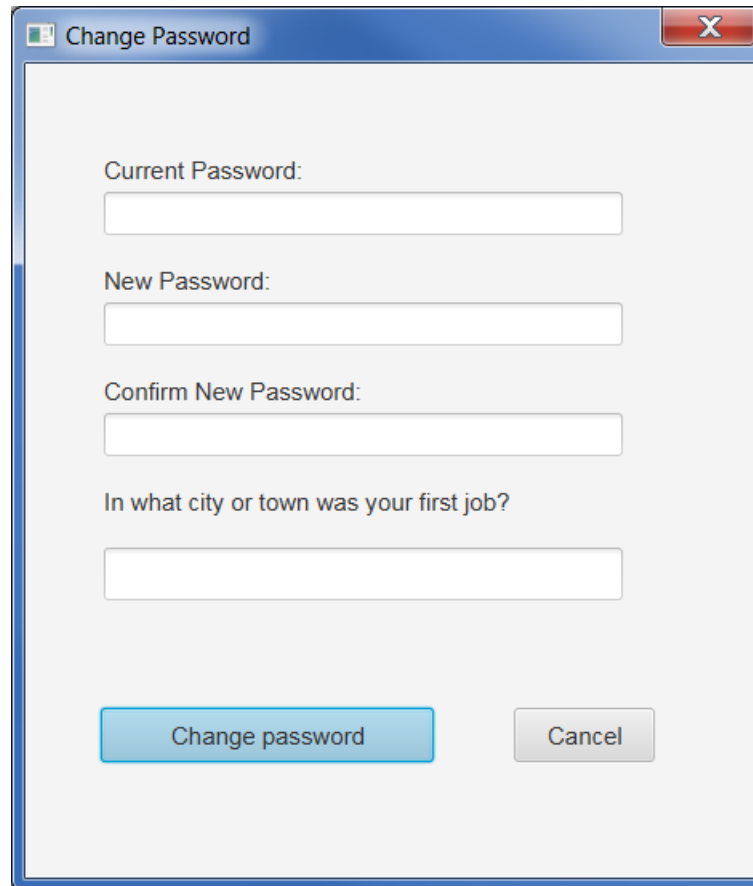 Change Password
X
Current Password:
New Password:
Confirm New Password:
In what city or town was your first job?
Change password Cancel